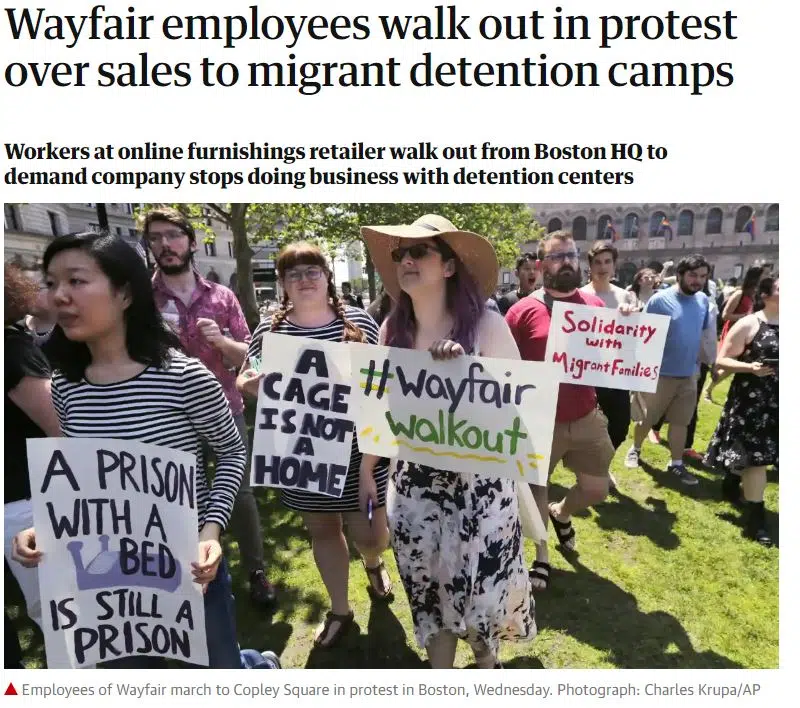 Wayfair employees walk out in protest
over sales to migrant detention camps
Workers at online furnishings retailer walk out from Boston HQ to
demand company stops doing business with detention centers
A PRISON
WITH A
BED
IS STILL A
PRISON
A
CAGE
IS NOT
A
HOME
#Wayfair
walkout
Solidarity
with
Migrant Families
Employees of Wayfair march to Copley Square in protest in Boston, Wednesday. Photograph: Charles Krupa/AP